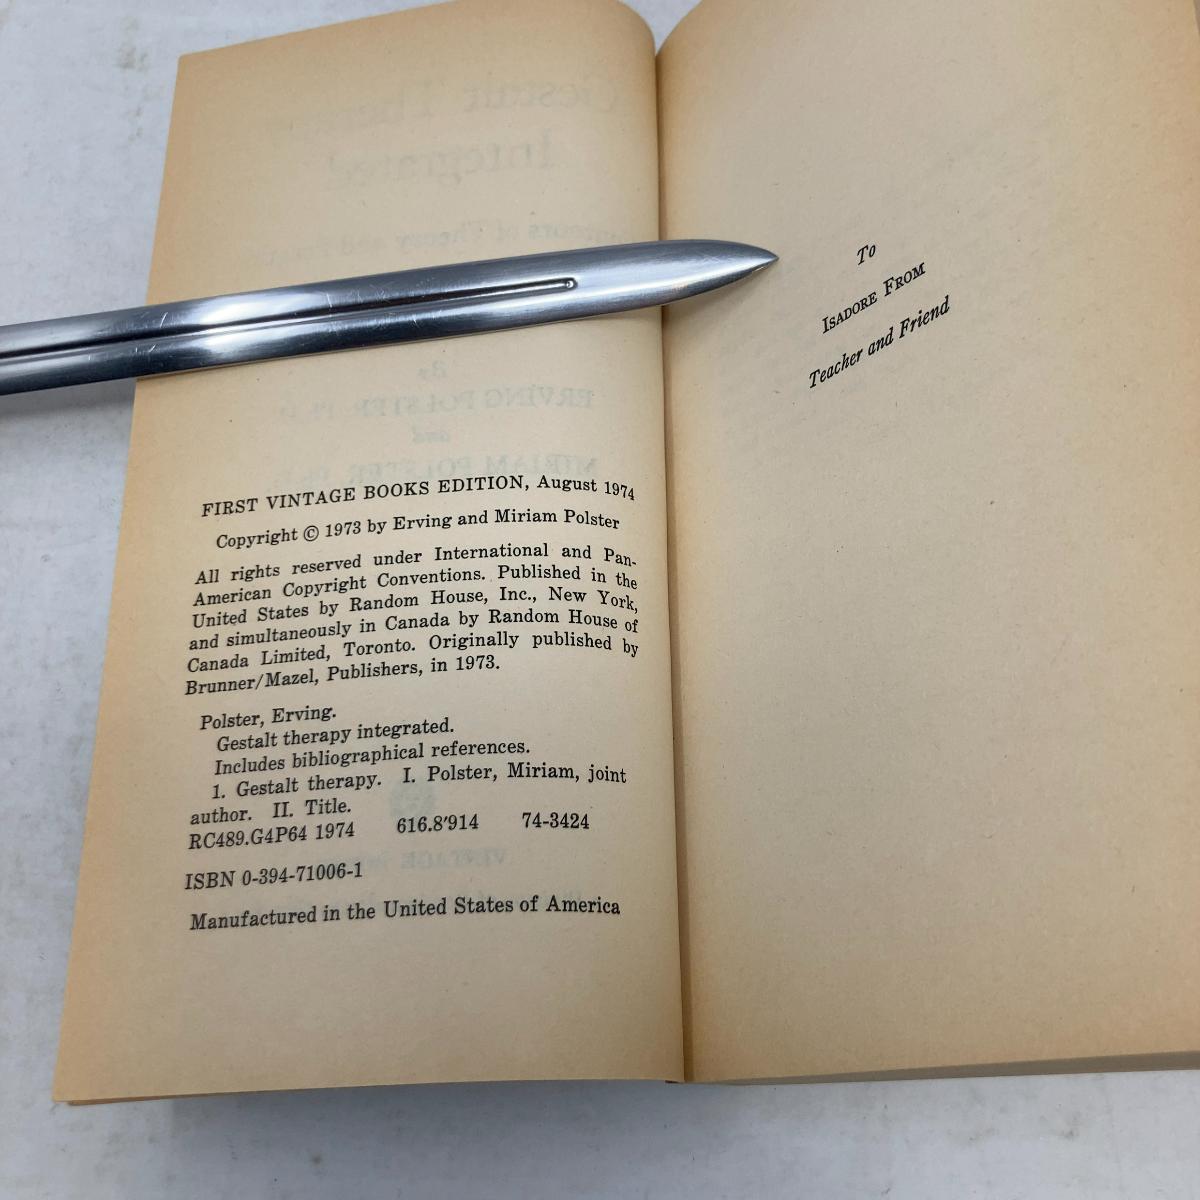 FIRST VINTAGE BOOKS EDITION, August 1974
Copyright © 1973 by Erving and Miriam Polster
All rights reserved under International and Pan-
American Copyright Conventions. Published in the
United States by Random House, Inc., New York,
and simultaneously in Canada by Random House of
Canada Limited, Toronto. Originally published by
Brunner/Mazel, Publishers, in 1973.
Polster, Erving.
Gestalt therapy integrated.
Includes bibliographical references.
1. Gestalt therapy. I. Polster, Miriam, joint
author. II. Title.
RC489.G4P64 1974 616.8'914 74-3424
ISBN 0-394-71006-1
Manufactured in the United States of America
To
ISADORE FROM
Teacher and Friend